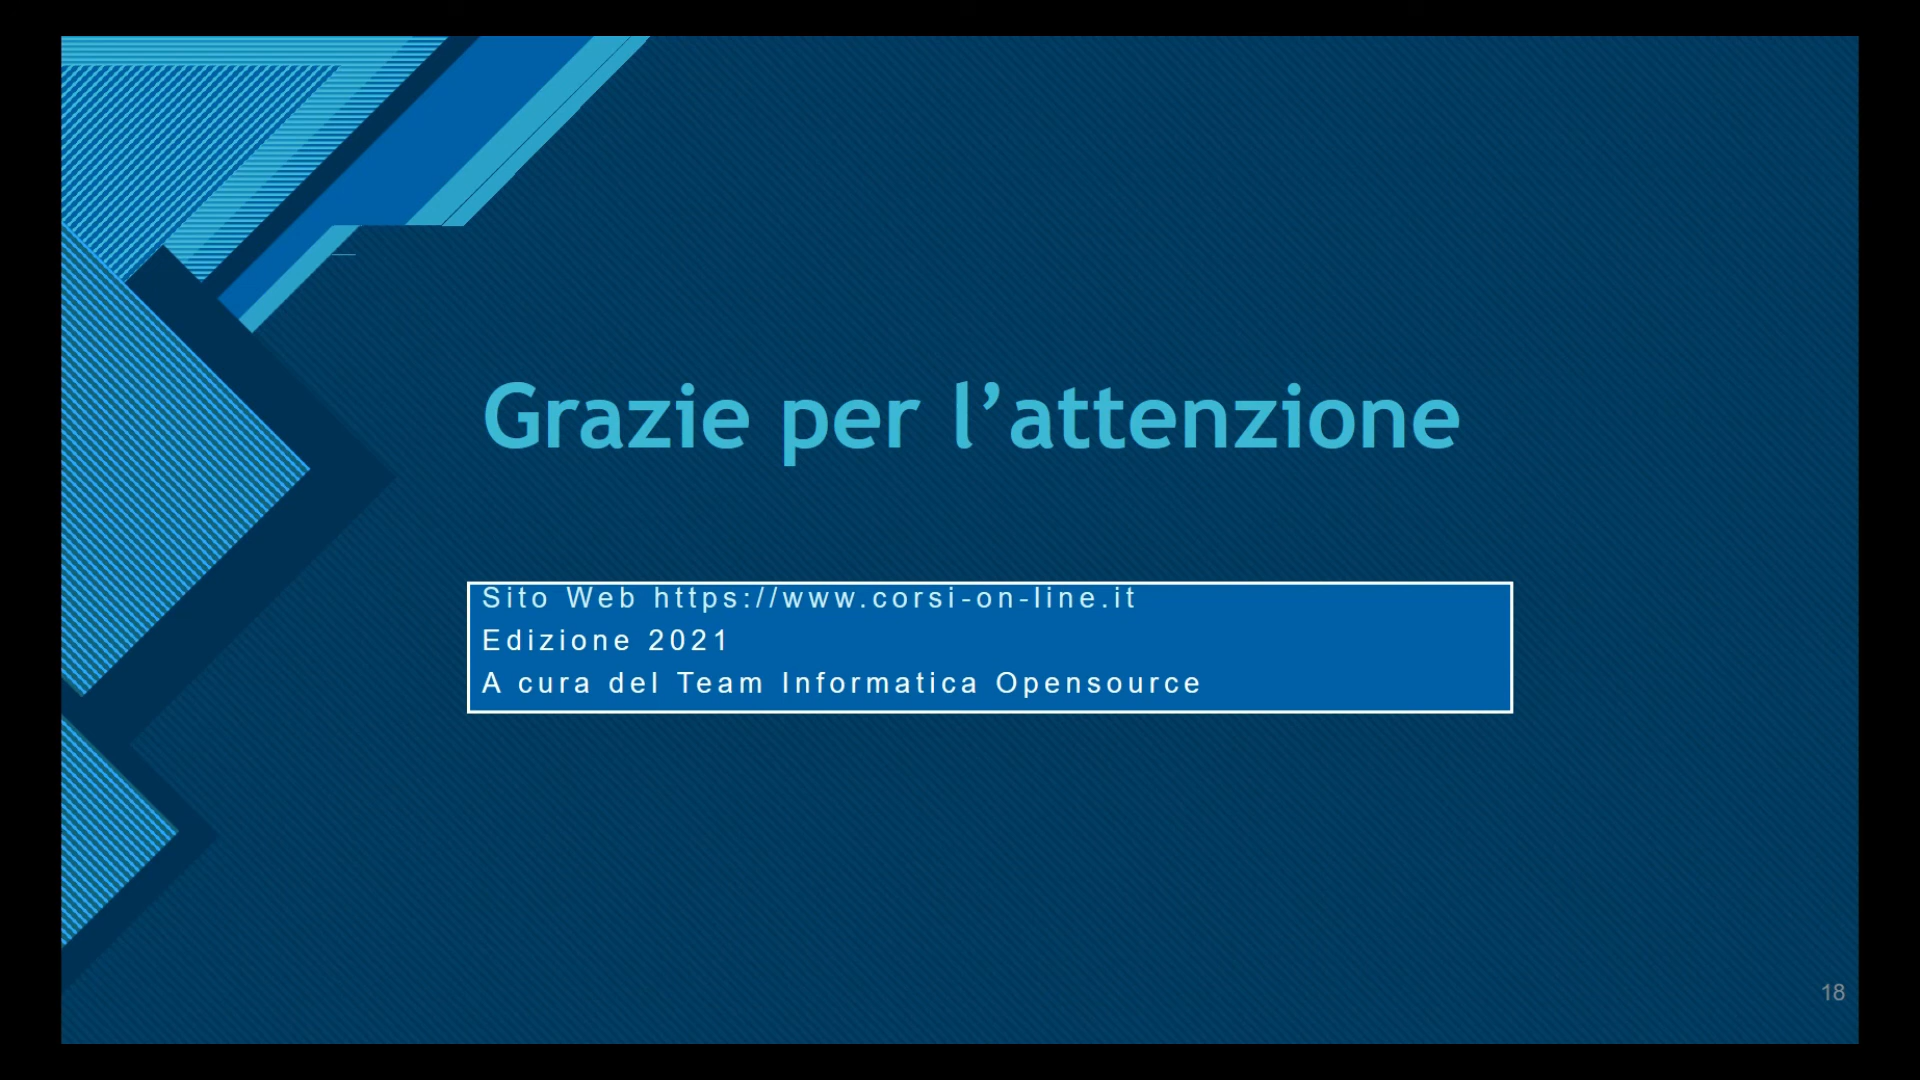 Grazie per l’attenzione
Sito Web https://www.corsi-on-line.it
Edizione 2021
A cura del Team Informatica Opensource
18